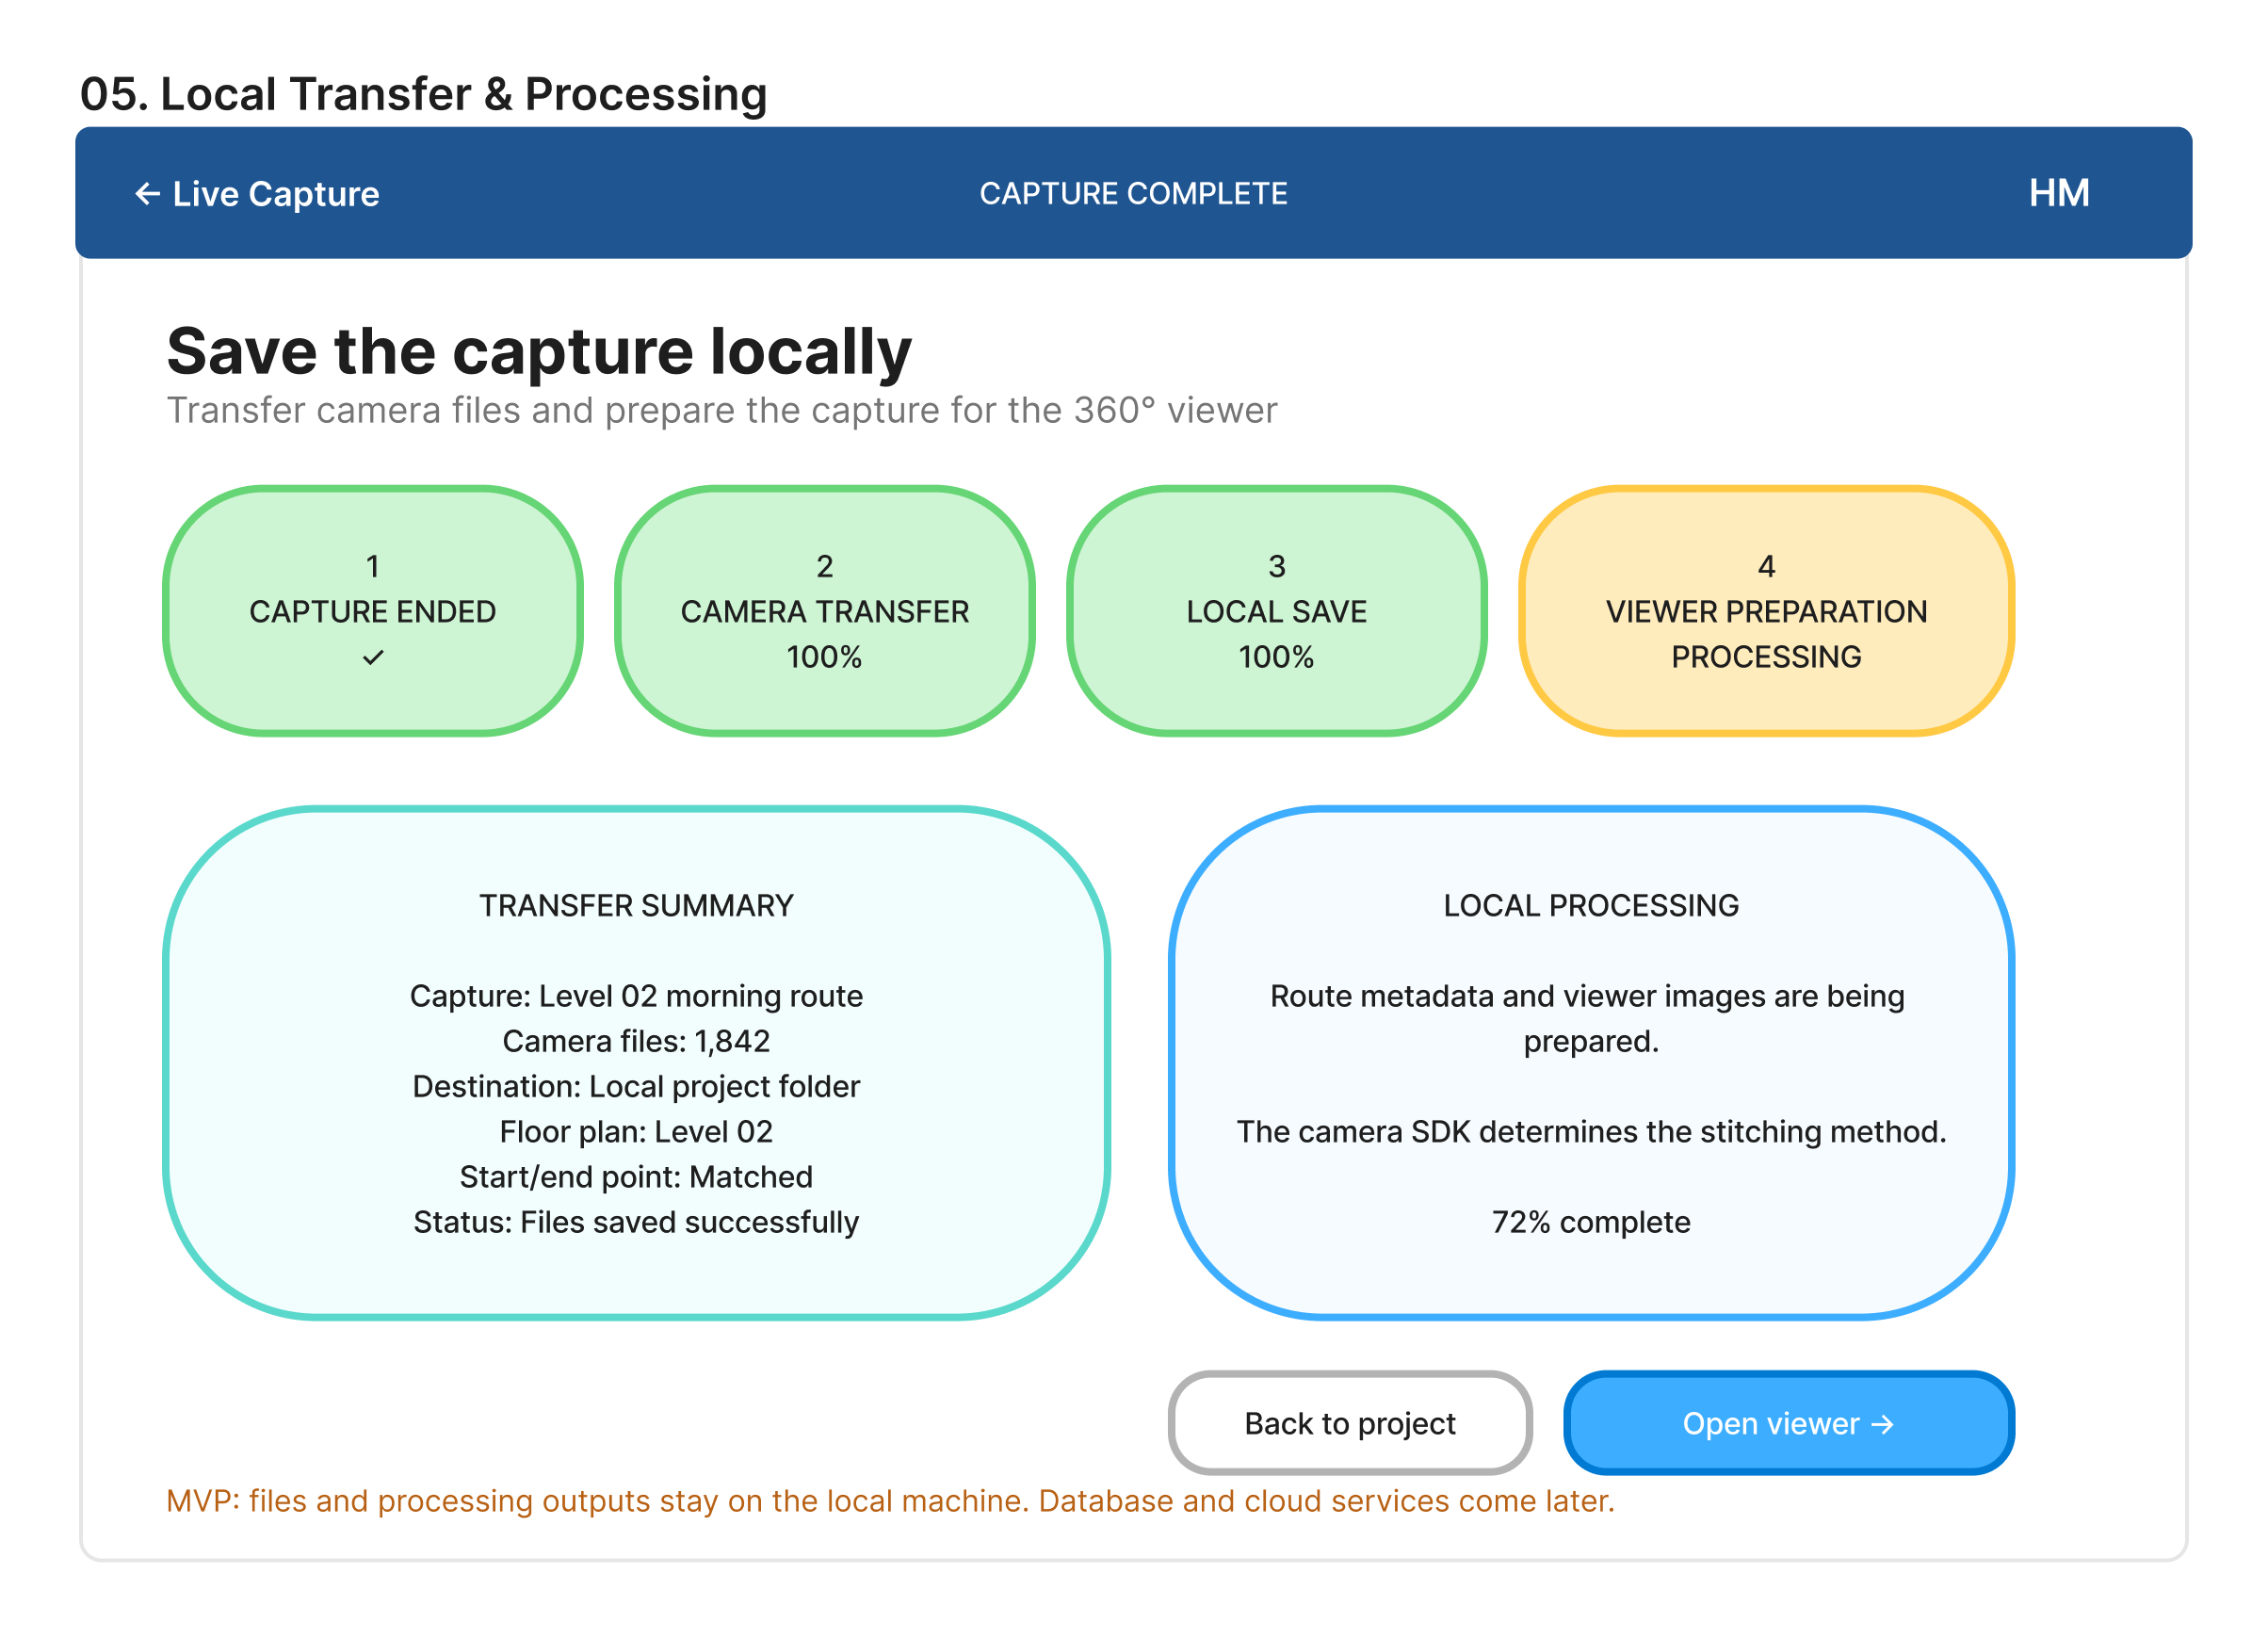 05. Local Transfer & Processing
← Live Capture
CAPTURE COMPLETE
HM
Save the capture locally
Transfer camera files and prepare the capture for the 360° viewer
1
CAPTURE ENDED
✓
2
CAMERA TRANSFER
100%
3
LOCAL SAVE
100%
4
VIEWER PREPARATION
PROCESSING
TRANSFER SUMMARY
Capture: Level 02 morning route
Camera files: 1,842
Destination: Local project folder
Floor plan: Level 02
Start/end point: Matched
Status: Files saved successfully
LOCAL PROCESSING
Route metadata and viewer images are being
prepared.
The camera SDK determines the stitching method.
72% complete
Back to project
Open viewer →
MVP: files and processing outputs stay on the local machine. Database and cloud services come later.